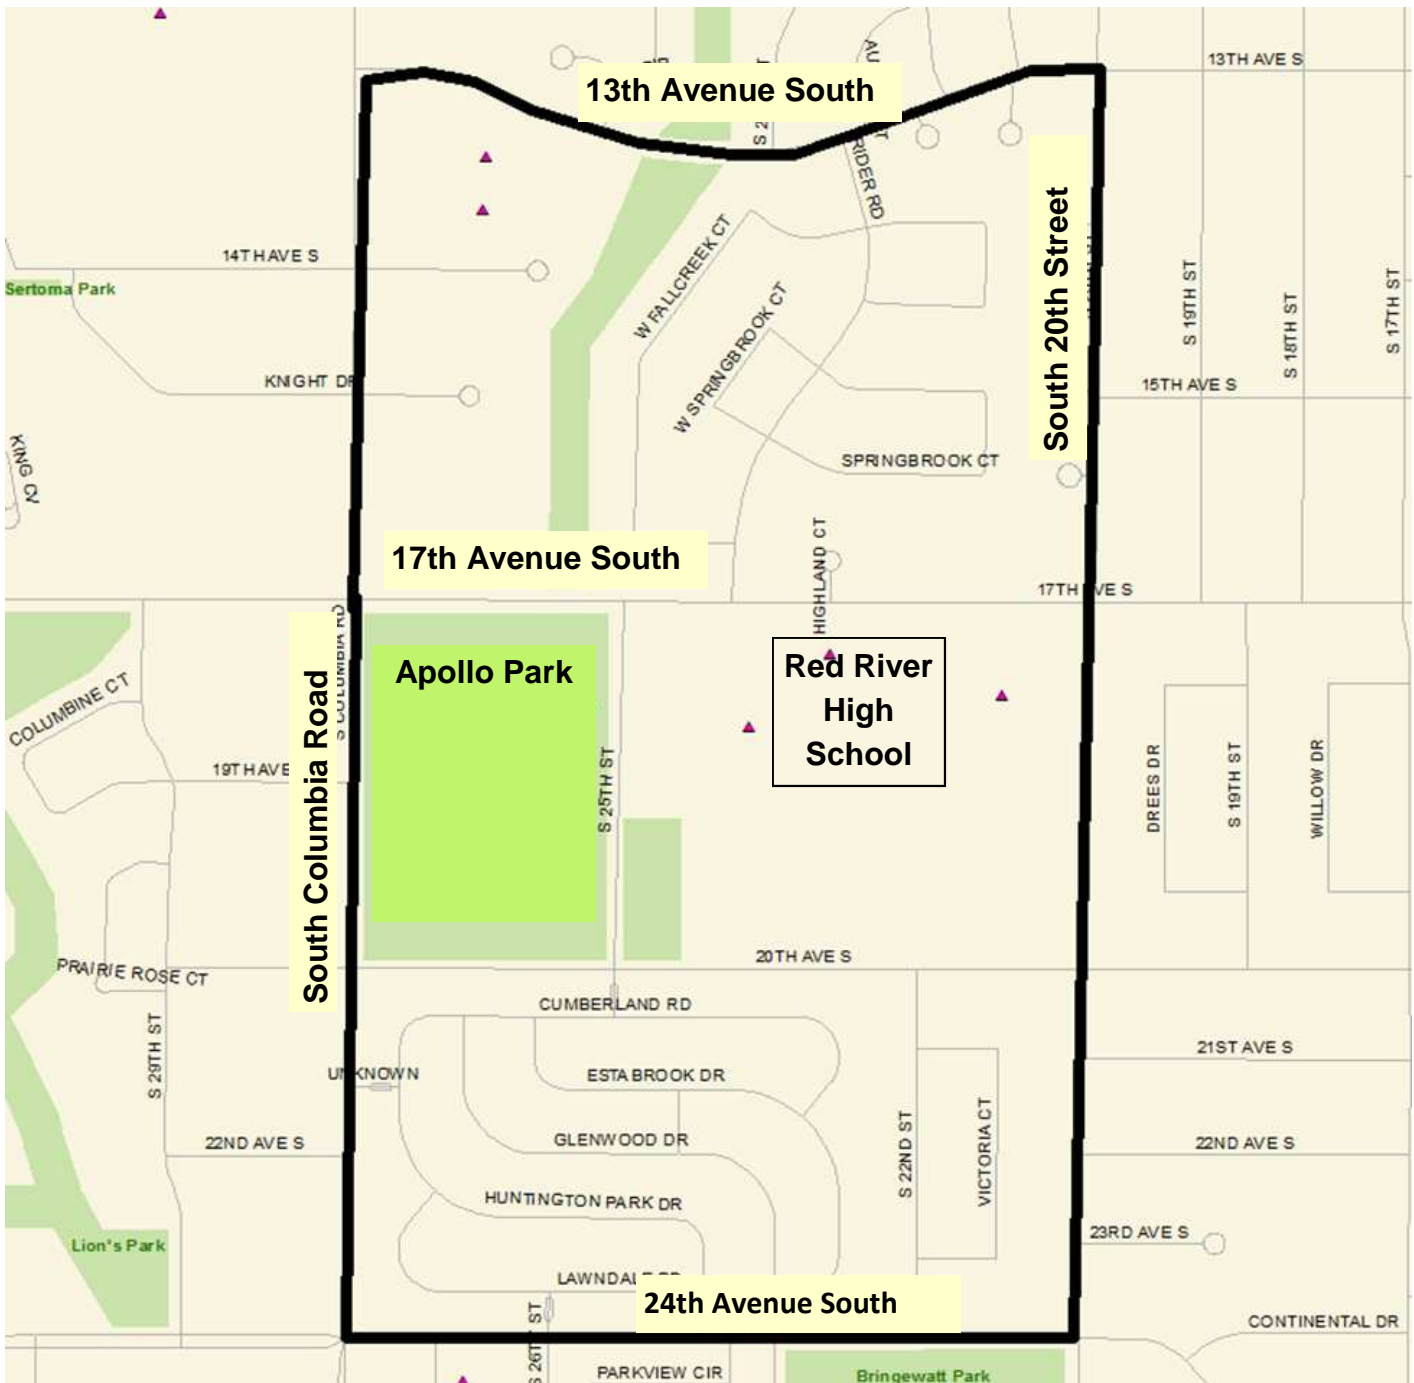 13TH AVE S
13th Avenue South
RIDER RD
South 20th Street
W FALLCREEK CT
14TH AVE S
Sertoma Park
S 19TH ST
S 18TH ST
S 17TH ST
W SPRINGBROOK CT
KNIGHT DR
15TH AVE S
KING CV
SPRINGBROOK CT
HIGHLAND CT
17th Avenue South
17TH AVE S
S COLUMBIA RD
South Columbia Road
Apollo Park
Red River
High
School
COLUMBINE CT
19TH AVE
S 25TH ST
DREES DR
S 19TH ST
WILLOW DR
20TH AVE S
PRAIRIE ROSE CT
CUMBERLAND RD
S 29TH ST
21ST AVE S
UNKNOWN
ESTABROOK DR
GLENWOOD DR
S 22ND ST
VICTORIA CT
22ND AVE S
22ND AVE S
HUNTINGTON PARK DR
23RD AVE S
Lion's Park
LAWNDALE RD
24th Avenue South
S 26TH ST
CONTINENTAL DR
PARKVIEW CIR
Bringewatt Park